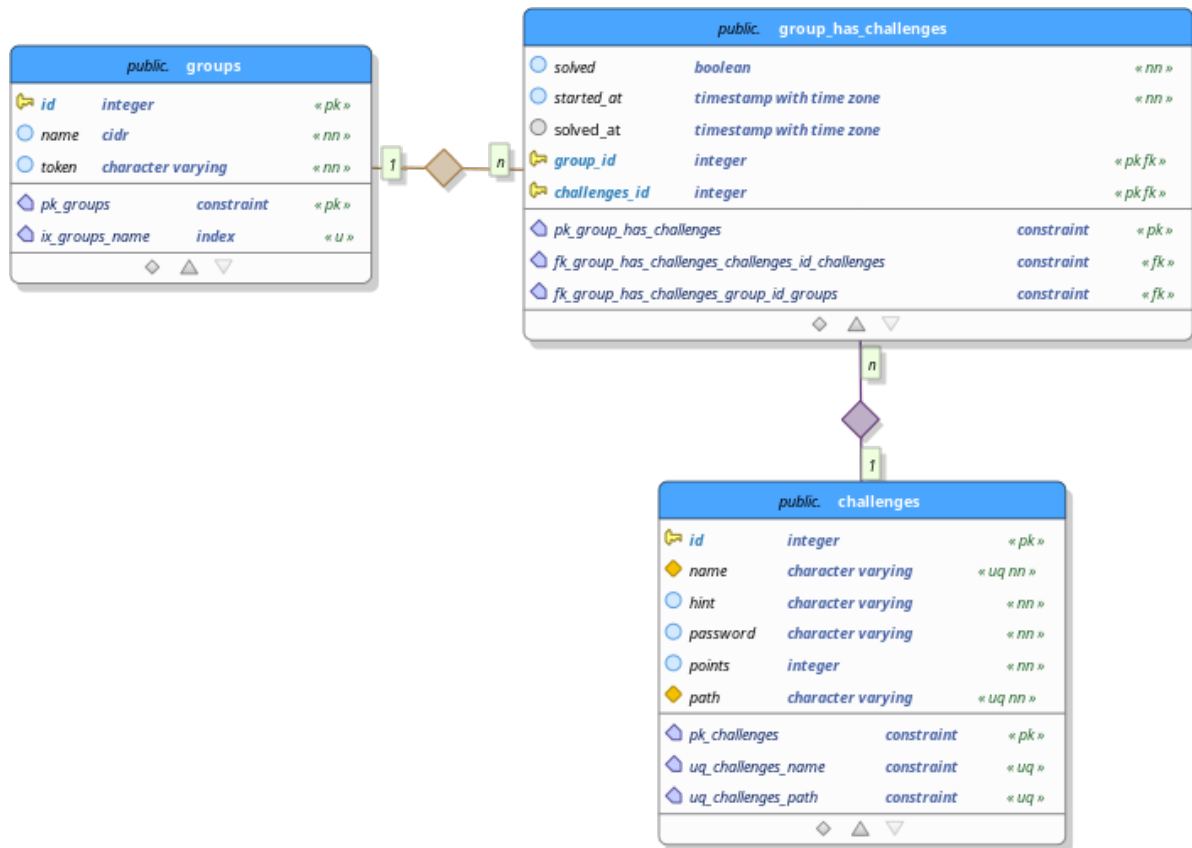 public. groups
id integer « pk »
name cidr « nn »
token character varying « nn »
pk_groups constraint « pk »
ix_groups_name index « u »
1
n
public. group_has_challenges
solved boolean « nn »
started_at timestamp with time zone « nn »
solved_at timestamp with time zone
group_id integer « pk fk »
challenges_id integer « pk fk »
pk_group_has_challenges constraint « pk »
fk_group_has_challenges_challenges_id_challenges constraint « fk »
fk_group_has_challenges_group_id_groups constraint « fk »
n
1
public. challenges
id integer « pk »
name character varying « uq nn »
hint character varying « nn »
password character varying « nn »
points integer « nn »
path character varying « uq nn »
pk_challenges constraint « pk »
uq_challenges_name constraint « uq »
uq_challenges_path constraint « uq »